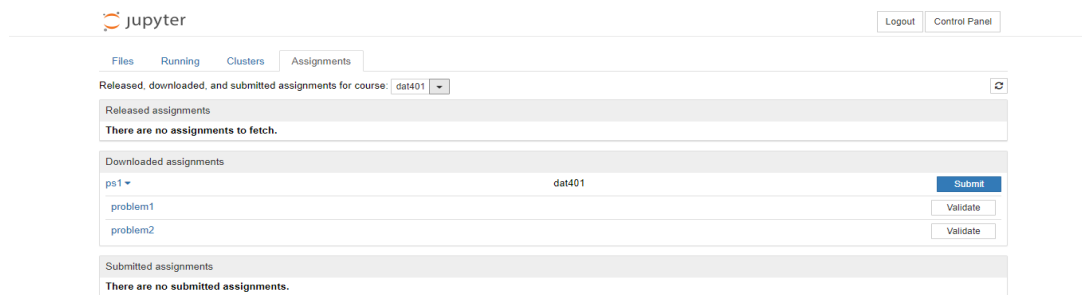 jupyter
Logout Control Panel
Files Running Clusters Assignments
Released, downloaded, and submitted assignments for course: dat401
Released assignments
There are no assignments to fetch.
Downloaded assignments
ps1 dat401 Submit
problem1 Validate
problem2 Validate
Submitted assignments
There are no submitted assignments.